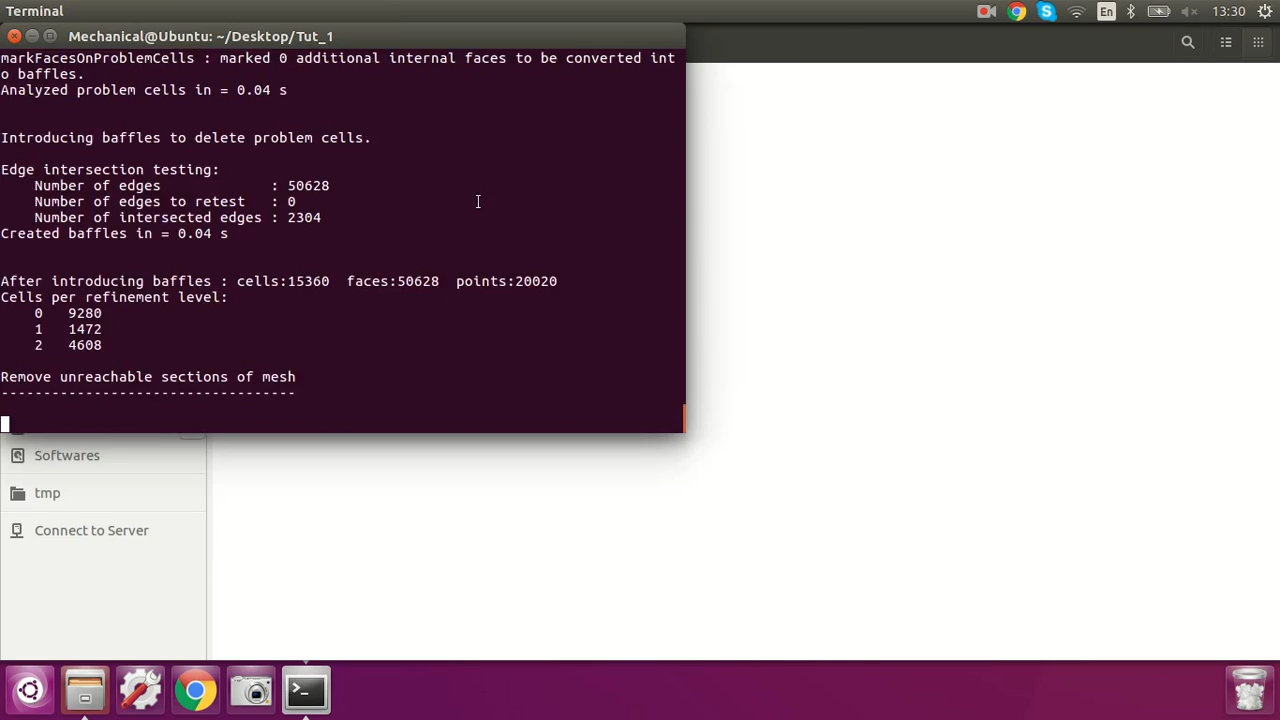 Terminal
En
13:30
Mechanical@Ubuntu: ~/Desktop/Tut_1
markFacesOnProblemCells : marked 0 additional internal faces to be converted int
o baffles.
Analyzed problem cells in = 0.04 s
Introducing baffles to delete problem cells.
Edge intersection testing:
Number of edges : 50628
Number of edges to retest : 0
Number of intersected edges : 2304
Created baffles in = 0.04 s
After introducing baffles : cells:15360 faces:50628 points:20020
Cells per refinement level:
0 9280
1 1472
2 4608
Remove unreachable sections of mesh
-----------------------------------
Softwares
tmp
Connect to Server